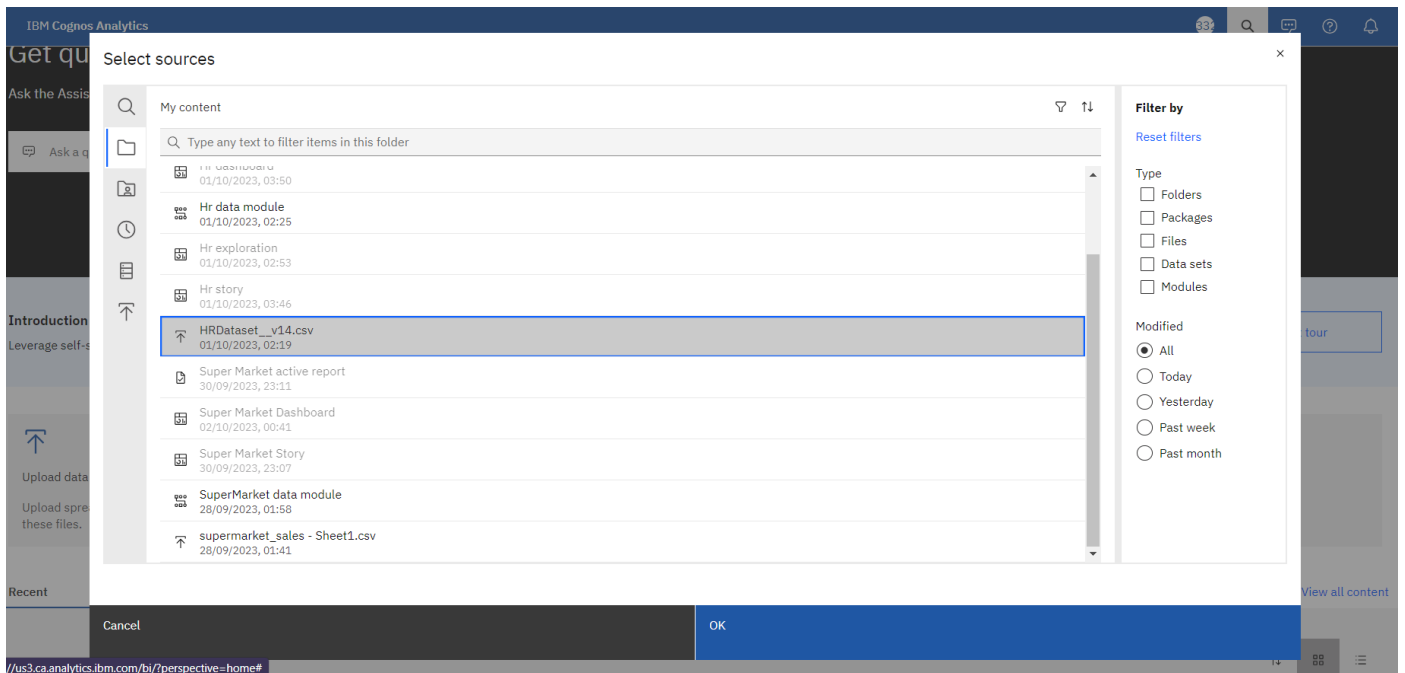 IBM Cognos Analytics
332
Get qu
Select sources
Ask the Assis
My content
Filter by
Type any text to filter items in this folder
Reset filters
Ask a q
Hr dashboard
01/10/2023, 03:50
Type
Folders
Hr data module
01/10/2023, 02:25
Packages
Files
Hr exploration
01/10/2023, 02:53
Data sets
Modules
Hr story
01/10/2023, 03:46
Introduction
Leverage self-s
HRDataset__v14.csv
01/10/2023, 02:19
Modified
tour
All
Super Market active report
30/09/2023, 23:11
Today
Yesterday
Super Market Dashboard
02/10/2023, 00:41
Past week
Past month
Super Market Story
30/09/2023, 23:07
Upload data
SuperMarket data module
28/09/2023, 01:58
Upload spre
these files.
supermarket_sales - Sheet1.csv
28/09/2023, 01:41
Recent
View all content
Cancel
OK
//us3.ca.analytics.ibm.com/bi/?perspective=home#